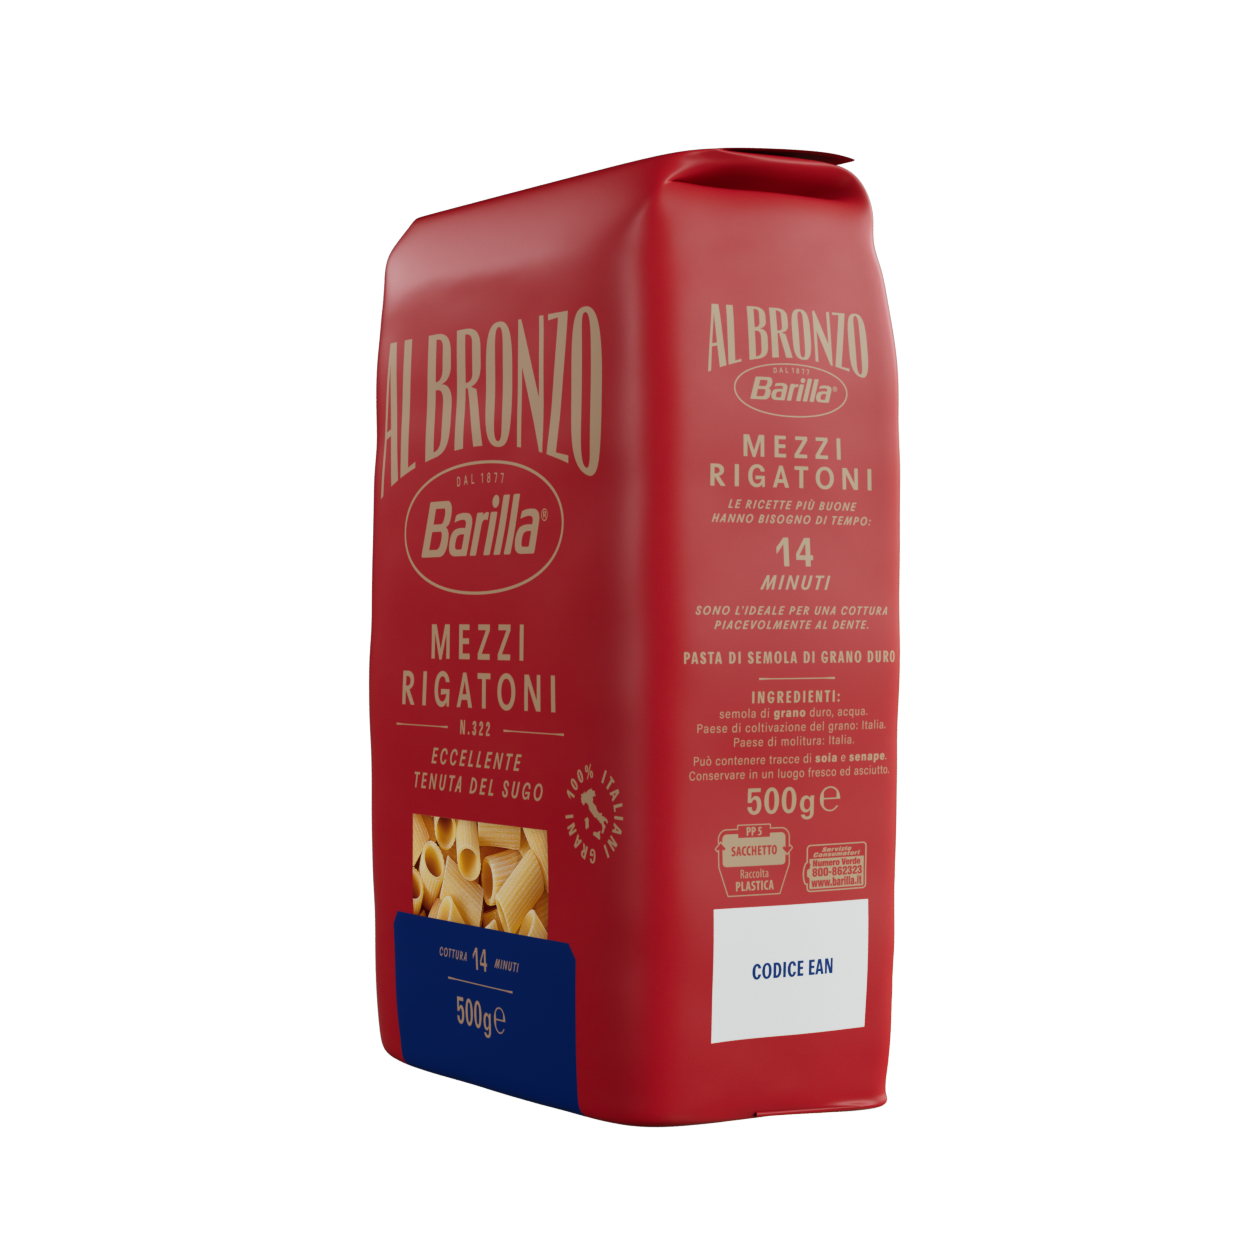 AL BRONZO
DAL 1877
Barilla®
MEZZI
RIGATONI
N.322
ECCELLENTE
TENUTA DEL SUGO
100% ITALIANI GRANI
COTTURA 14 MINUTI
500g℮
AL BRONZO
DAL 1877
Barilla®
MEZZI
RIGATONI
LE RICETTE PIÙ BUONE
HANNO BISOGNO DI TEMPO:
14
MINUTI
SONO L'IDEALE PER UNA COTTURA
PIACEVOLMENTE AL DENTE.
PASTA DI SEMOLA DI GRANO DURO
INGREDIENTI:
semola di grano duro, acqua.
Paese di coltivazione del grano: Italia.
Paese di molitura: Italia.
Può contenere tracce di soia e senape.
Conservare in un luogo fresco ed asciutto.
500g℮
PP 5
SACCHETTO
Raccolta
PLASTICA
Servizio
Consumatori
Numero Verde
800-862323
www.barilla.it
CODICE EAN